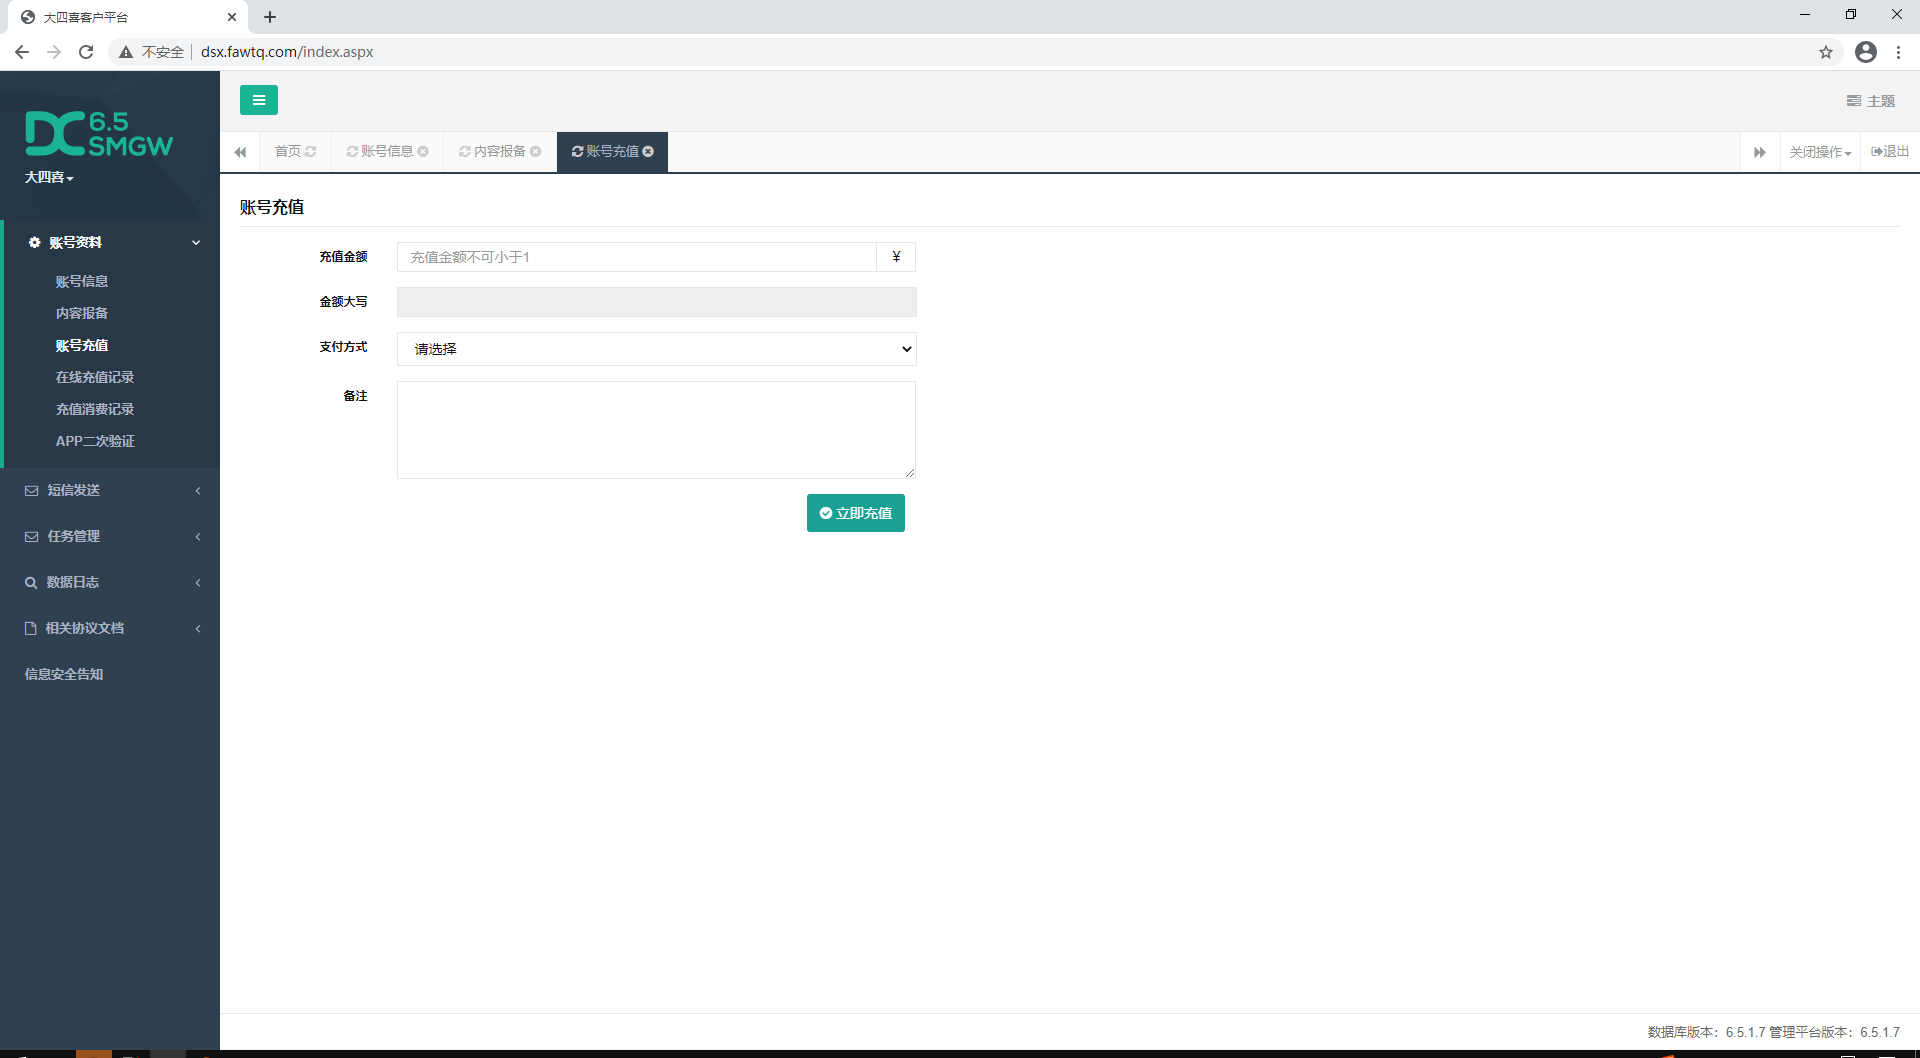 大四喜客户平台
不安全 dsx.fawtq.com/index.aspx
DC 6.5 SMGW
大四喜
账号资料
账号信息
内容报备
账号充值
在线充值记录
充值消费记录
APP二次验证
短信发送
任务管理
数据日志
相关协议文档
信息安全告知
主题
首页 账号信息 内容报备 账号充值 关闭操作 退出
账号充值
充值金额 充值金额不可小于1 ¥
金额大写
支付方式 请选择
备注
立即充值
数据库版本：6.5.1.7 管理平台版本：6.5.1.7